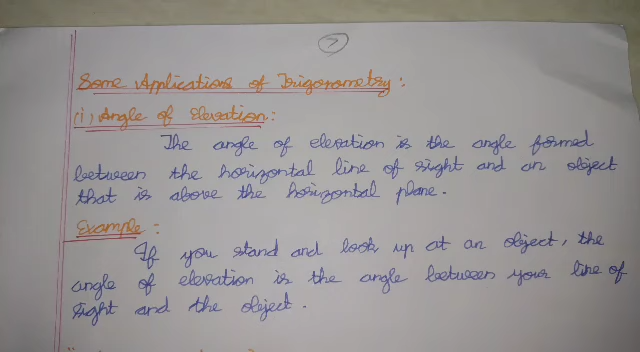 7
Some Applications of Trigonometry:
(i) Angle of Elevation:
The angle of elevation is the angle formed
between the horizontal line of sight and an object
that is above the horizontal plane.
Example:
If you stand and look up at an object, the
angle of elevation is the angle between your line of
sight and the object.